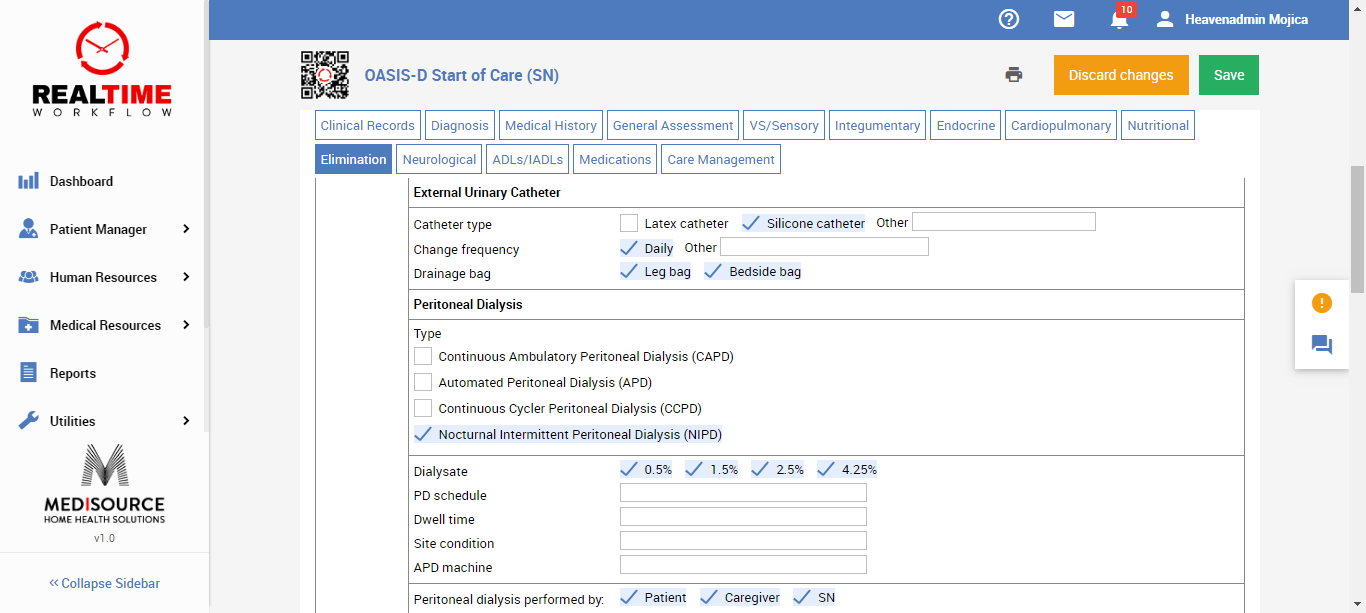 10
Heavenadmin Mojica
REALTIME
WORKFLOW
OASIS-D Start of Care (SN)
Discard changes
Save
Clinical Records Diagnosis Medical History General Assessment VS/Sensory Integumentary Endocrine Cardiopulmonary Nutritional
Elimination Neurological ADLs/IADLs Medications Care Management
Dashboard
Patient Manager
Human Resources
Medical Resources
Reports
Utilities
MEDISOURCE
HOME HEALTH SOLUTIONS
v1.0
<< Collapse Sidebar
External Urinary Catheter
Catheter type Latex catheter Silicone catheter Other
Change frequency Daily Other
Drainage bag Leg bag Bedside bag
Peritoneal Dialysis
Type
Continuous Ambulatory Peritoneal Dialysis (CAPD)
Automated Peritoneal Dialysis (APD)
Continuous Cycler Peritoneal Dialysis (CCPD)
Nocturnal Intermittent Peritoneal Dialysis (NIPD)
Dialysate 0.5% 1.5% 2.5% 4.25%
PD schedule
Dwell time
Site condition
APD machine
Peritoneal dialysis performed by: Patient Caregiver SN